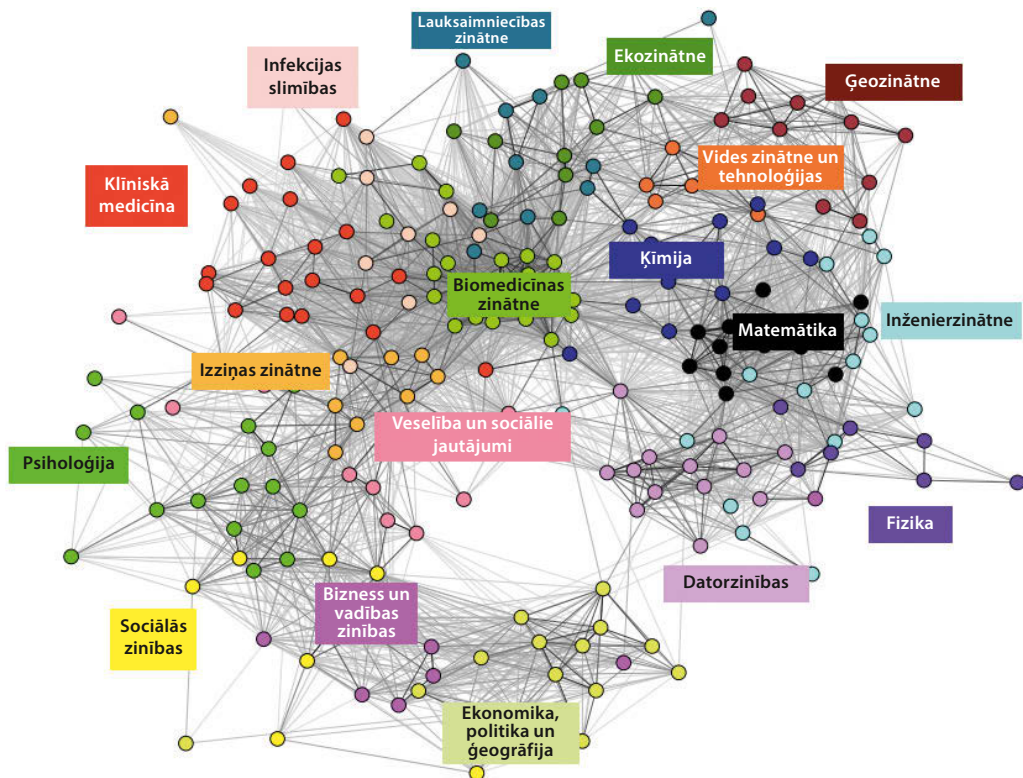 Lauksaimniecības
zinātne
Infekcijas
slimības
Ekozinātne
Ģeozinātne
Klīniskā
medicīna
Vides zinātne un
tehnoloģijas
Ķīmija
Biomedicīnas
zinātne
Matemātika
Inženierzinātne
Izziņas zinātne
Veselība un sociālie
jautājumi
Psiholoģija
Fizika
Datorzinības
Bizness un
vadības
zinības
Sociālās
zinības
Ekonomika,
politika un
ģeogrāfija